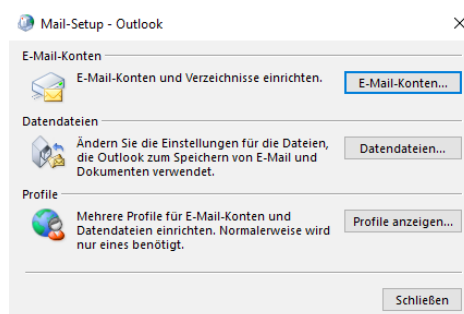 Mail-Setup - Outlook
E-Mail-Konten
E-Mail-Konten und Verzeichnisse einrichten.
E-Mail-Konten...
Datendateien
Ändern Sie die Einstellungen für die Dateien,
die Outlook zum Speichern von E-Mail und
Dokumenten verwendet.
Datendateien...
Profile
Mehrere Profile für E-Mail-Konten und
Datendateien einrichten. Normalerweise wird
nur eines benötigt.
Profile anzeigen...
Schließen